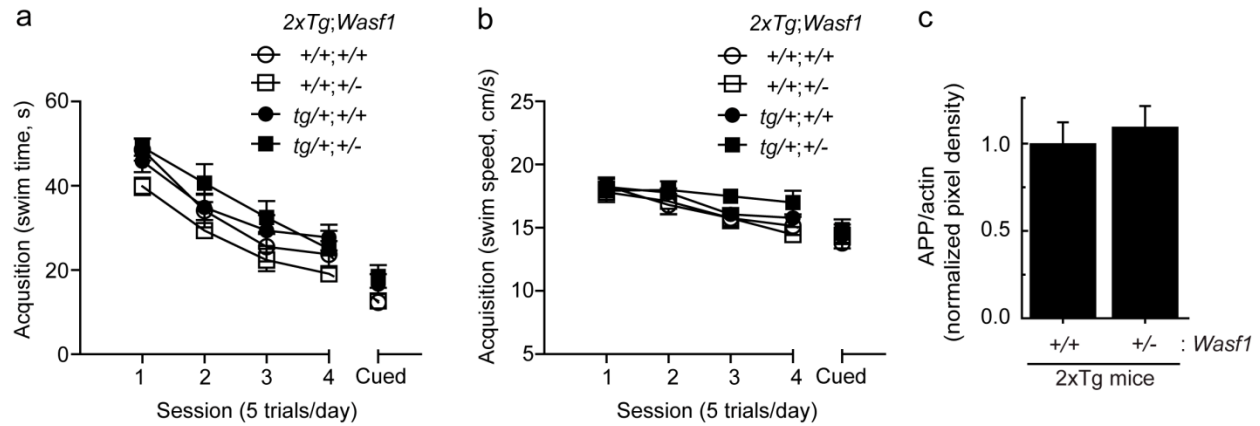 a
2xTg;Wasf1
+/+;+/+
+/+;+/-
tg/+;+/+
tg/+;+/-
Acqusition (swim time, s)
60
40
20
0
1 2 3 4 Cued
Session (5 trials/day)
b
2xTg;Wasf1
+/+;+/+
+/+;+/-
tg/+;+/+
tg/+;+/-
Acqusition (swim speed, cm/s)
25
20
15
10
5
1 2 3 4 Cued
Session (5 trials/day)
c
APP/actin
(normalized pixel density)
1.0
0.5
0.0
+/+ +/- : Wasf1
2xTg mice